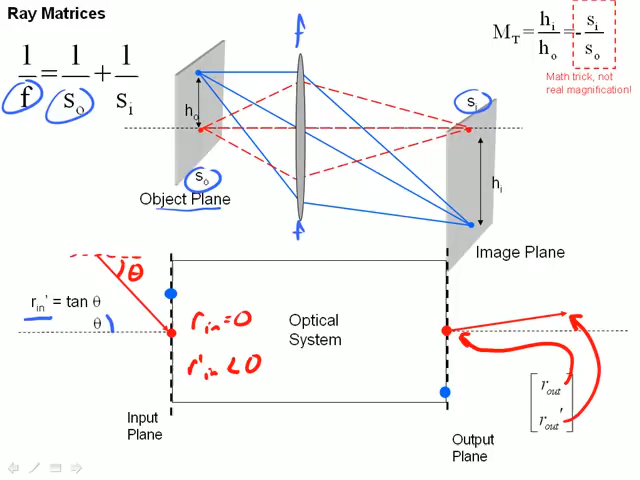 Ray Matrices
f
M_T = h_i / h_o = - s_i / s_o
Math trick, not
real magnification!
1/f = 1/s_o + 1/s_i
h_o
s_i
s_o
h_i
Object Plane
Image Plane
θ
r_in' = tan θ
θ
r_in = 0
r'_in < 0
Optical
System
[r_out
r_out']
Input
Plane
Output
Plane
f